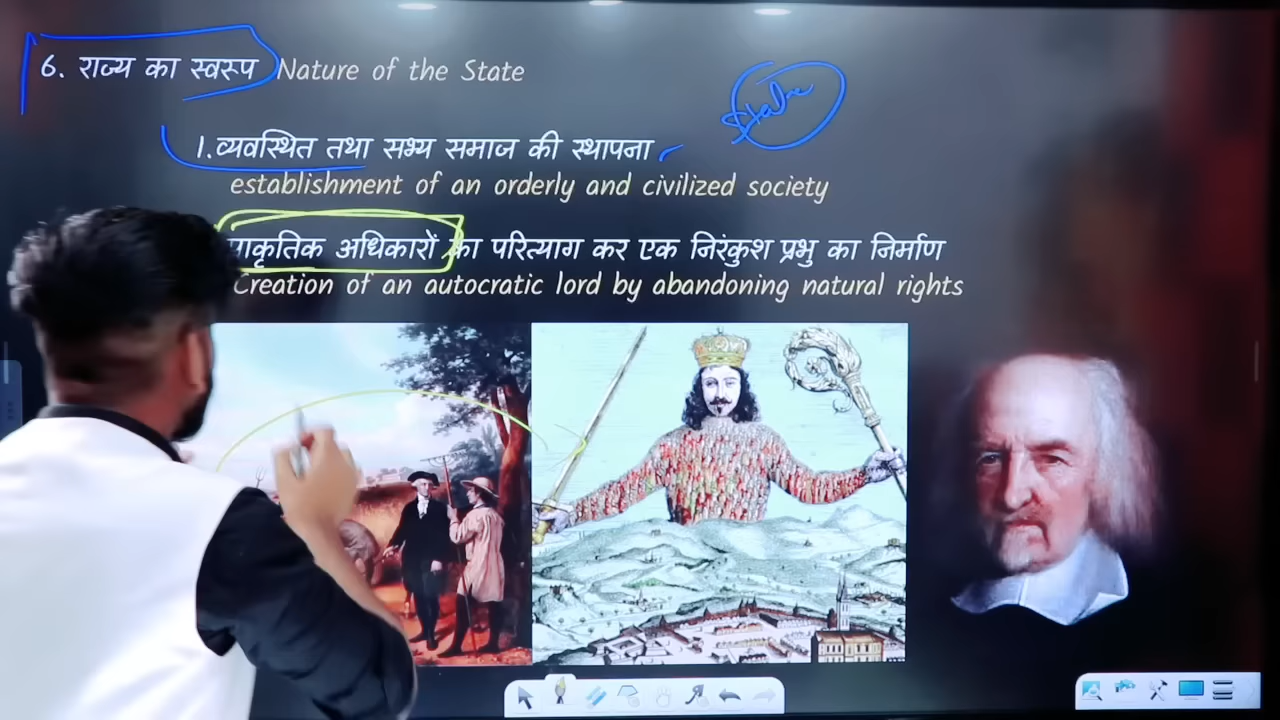 6. राज्य का स्वरुप Nature of the State
State
1. व्यवस्थित तथा सभ्य समाज की स्थापना
establishment of an orderly and civilized society
प्राकृतिक अधिकारों का परित्याग कर एक निरंकुश प्रभु का निर्माण
Creation of an autocratic lord by abandoning natural rights